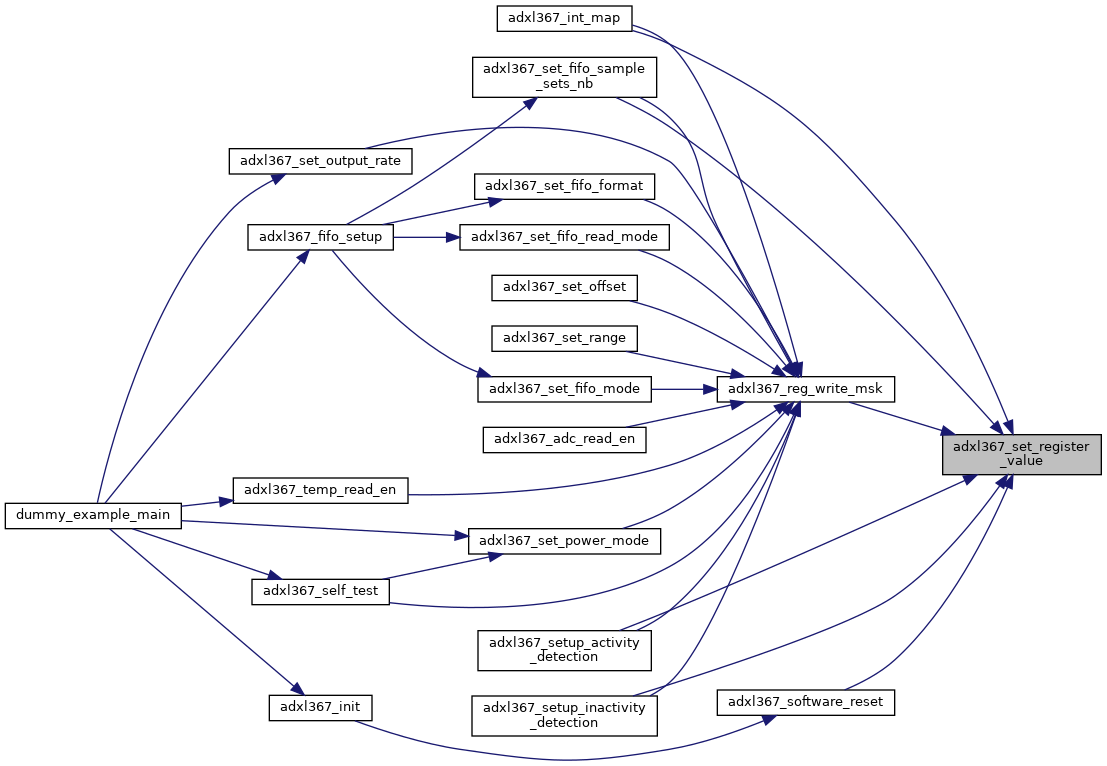 adxl367_int_map
adxl367_set_fifo_sample
_sets_nb
adxl367_set_output_rate
adxl367_set_fifo_format
adxl367_fifo_setup
adxl367_set_fifo_read_mode
adxl367_set_offset
adxl367_set_range
adxl367_set_fifo_mode
adxl367_reg_write_msk
adxl367_adc_read_en
adxl367_set_register
_value
adxl367_temp_read_en
dummy_example_main
adxl367_set_power_mode
adxl367_self_test
adxl367_setup_activity
_detection
adxl367_init
adxl367_setup_inactivity
_detection
adxl367_software_reset